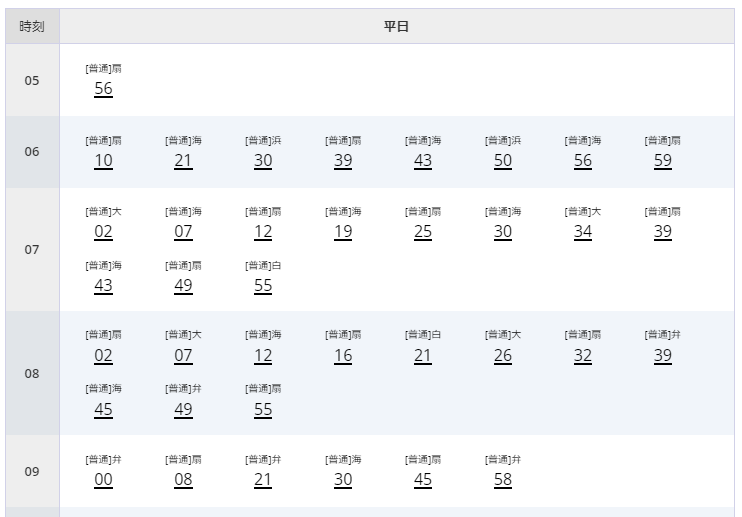 時刻 平日
[普通]扇
05
56
[普通]扇 [普通]海 [普通]浜 [普通]扇 [普通]海 [普通]浜 [普通]海 [普通]扇
06
10 21 30 39 43 50 56 59
[普通]大 [普通]海 [普通]扇 [普通]海 [普通]扇 [普通]海 [普通]大 [普通]扇
02 07 12 19 25 30 34 39
07
[普通]海 [普通]扇 [普通]白
43 49 55
[普通]扇 [普通]大 [普通]海 [普通]扇 [普通]白 [普通]大 [普通]扇 [普通]弁
02 07 12 16 21 26 32 39
08
[普通]海 [普通]弁 [普通]扇
45 49 55
[普通]弁 [普通]扇 [普通]弁 [普通]海 [普通]扇 [普通]弁
09
00 08 21 30 45 58